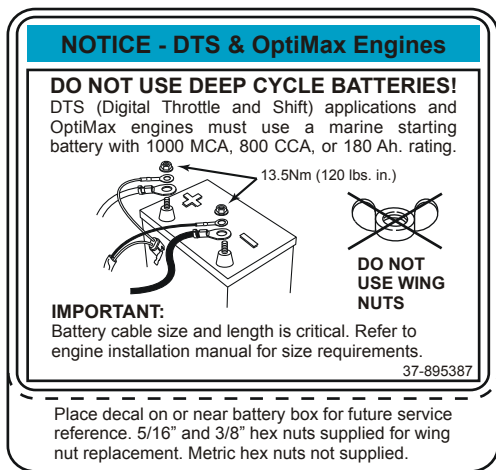 NOTICE - DTS & OptiMax Engines
DO NOT USE DEEP CYCLE BATTERIES!
DTS (Digital Throttle and Shift) applications and
OptiMax engines must use a marine starting
battery with 1000 MCA, 800 CCA, or 180 Ah. rating.
13.5Nm (120 lbs. in.)
DO NOT
USE WING
NUTS
IMPORTANT:
Battery cable size and length is critical. Refer to
engine installation manual for size requirements.
37-895387
Place decal on or near battery box for future service
reference. 5/16” and 3/8” hex nuts supplied for wing
nut replacement. Metric hex nuts not supplied.